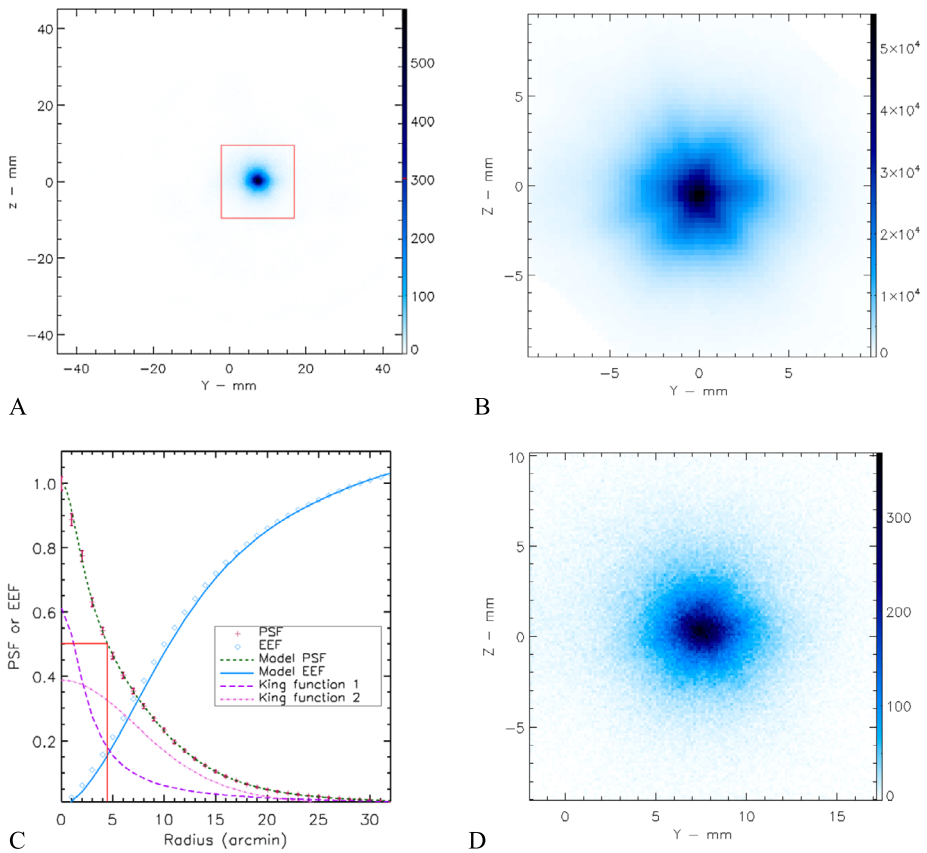 40
20
0
-20
-40
z - mm
-40 -20 0 20 40
Y - mm
500
400
300
200
100
0
A
5
0
-5
Z - mm
-5 0 5
Y - mm
5×10⁴
4×10⁴
3×10⁴
2×10⁴
1×10⁴
0
B
1.0
0.8
0.6
0.4
0.2
PSF or EEF
PSF
EEF
Model PSF
Model EEF
King function 1
King function 2
0 5 10 15 20 25 30
Radius (arcmin)
C
10
5
0
-5
Z - mm
0 5 10 15
Y - mm
300
200
100
0
D